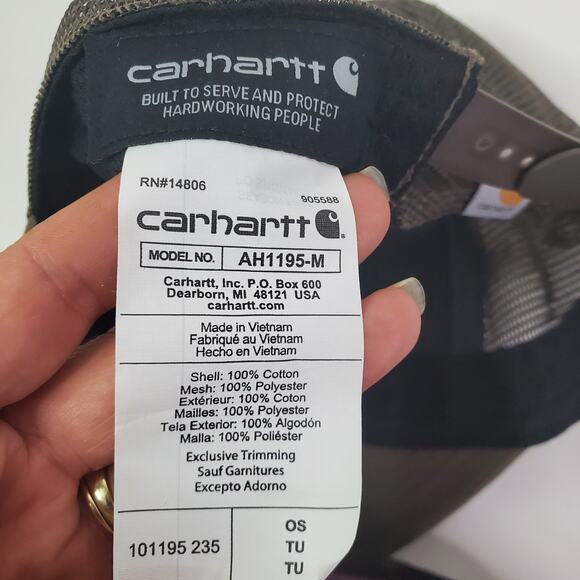 carhartt
BUILT TO SERVE AND PROTECT
HARDWORKING PEOPLE
RN#14806
905588
carhartt
MODEL NO. AH1195-M
Carhartt, Inc. P.O. Box 600
Dearborn, MI 48121 USA
carhartt.com
Made in Vietnam
Fabriqué au Vietnam
Hecho en Vietnam
Shell: 100% Cotton
Mesh: 100% Polyester
Extérieur: 100% Coton
Mailles: 100% Polyester
Tela Exterior: 100% Algodón
Malla: 100% Poliéster
Exclusive Trimming
Sauf Garnitures
Excepto Adorno
101195 235
OS
TU
TU